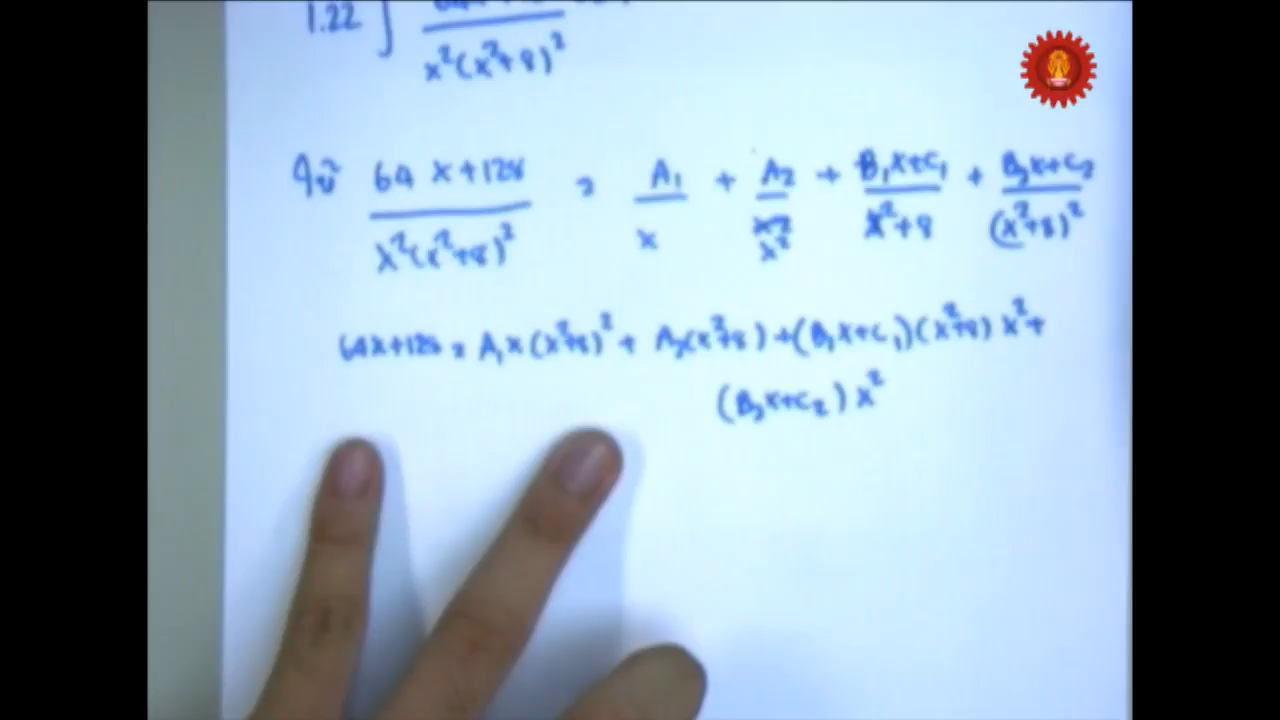 1.22 ∫ ――― x²(x²+8)²
จาก 64x+128 / x²(x²+8)² = A₁/x + A₂/x² + (B₁x+C₁)/(x²+8) + (B₂x+C₂)/(x²+8)²
64x+128 = A₁x(x²+8)² + A₂(x²+8) + (B₁x+C₁)(x²+8)x² +
(B₂x+C₂)x²